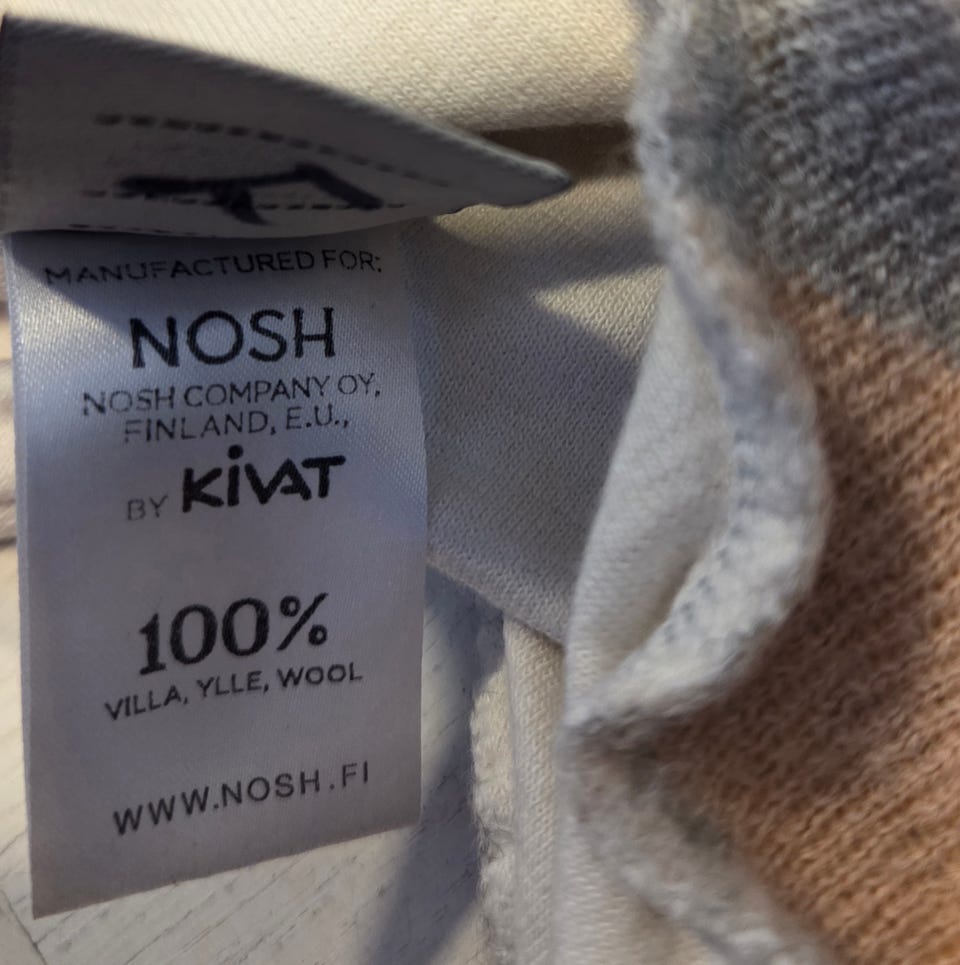 MANUFACTURED FOR:
NOSH
NOSH COMPANY OY,
FINLAND, E.U.,
BY KiVAT
100%
VILLA, YLLE, WOOL
WWW.NOSH.FI